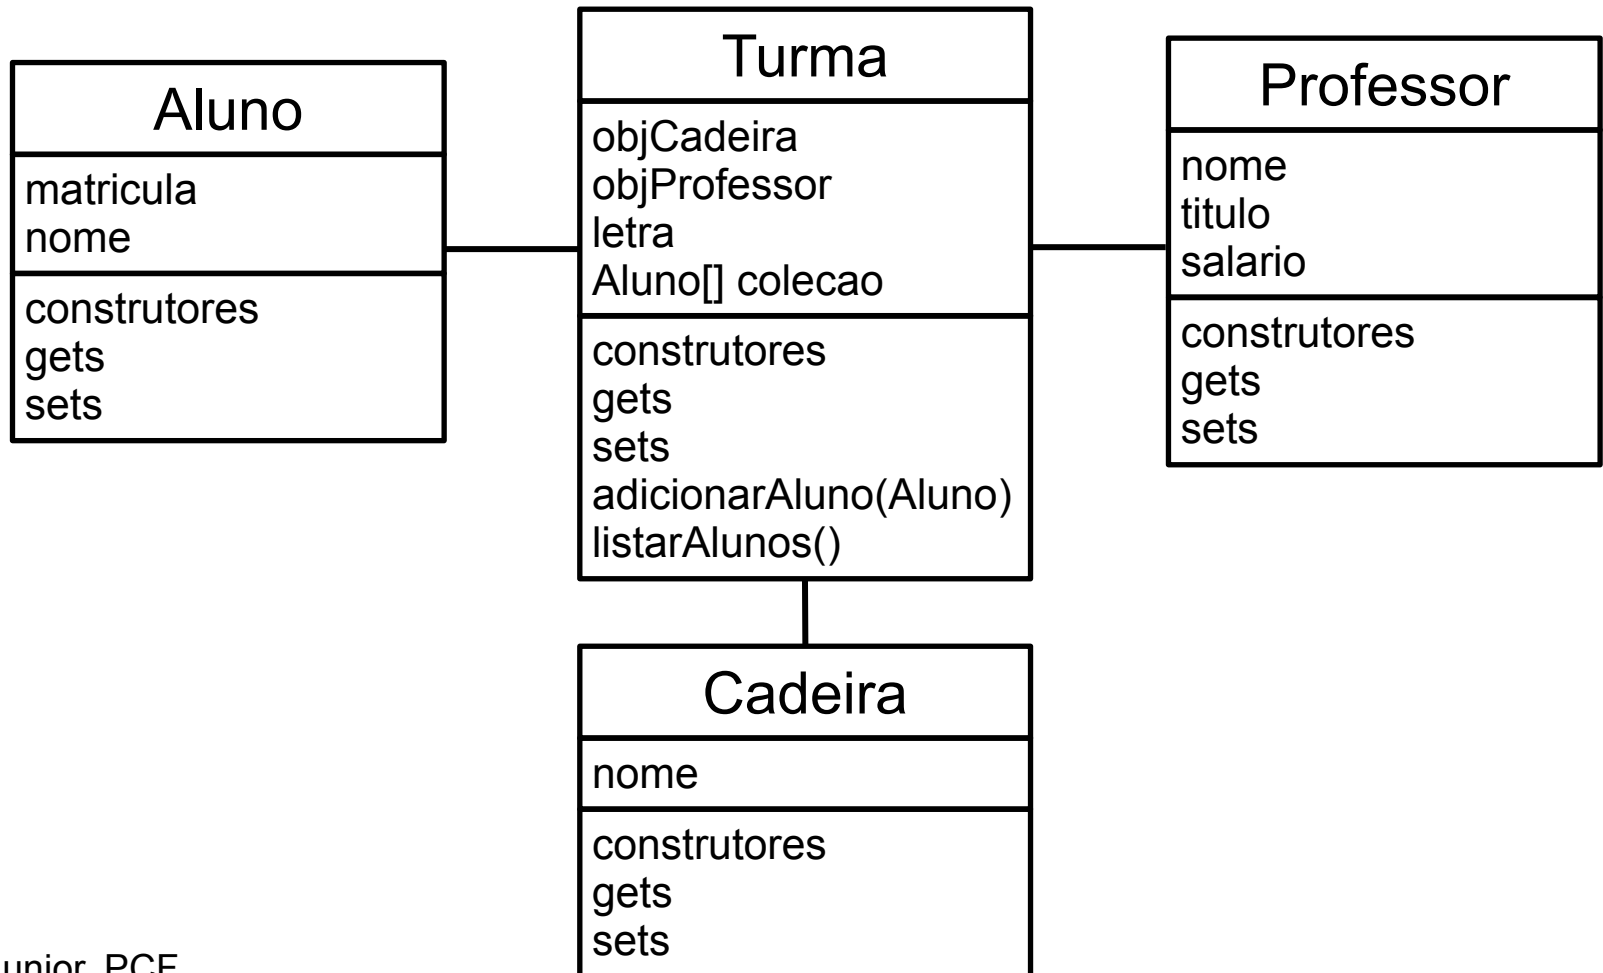 Aluno
matricula
nome
construtores
gets
sets
Turma
objCadeira
objProfessor
letra
Aluno[] colecao
construtores
gets
sets
adicionarAluno(Aluno)
listarAlunos()
Professor
nome
titulo
salario
construtores
gets
sets
Cadeira
nome
construtores
gets
sets